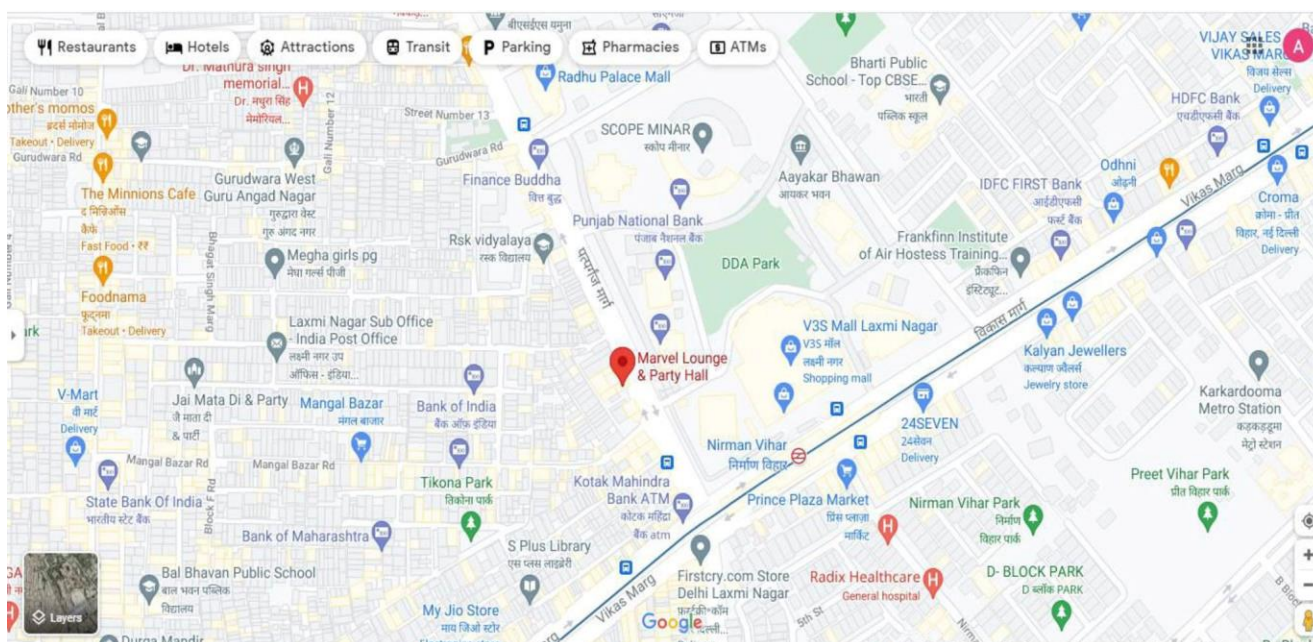 Restaurants
Hotels
Attractions
Transit
Parking
Pharmacies
ATMs
A
बीएसईएस यमुना
VIJAY SALES
VIKAS MARG
विजय सेल्स
Delivery
Radhu Palace Mall
Bharti Public
School - Top CBSE...
भारती
पब्लिक स्कूल
HDFC Bank
एचडीएफसी बैंक
Dr. Mathura singh
memorial...
Dr. मथुरा सिंह
मेमोरियल...
Gali Number 10
Gali Number 12
Street Number 13
other's momos
ब्रदर्स मोमोज
Takeout • Delivery
Gurudwara Rd
Gurudwara Rd
SCOPE MINAR
स्कोप मीनार
Aayakar Bhawan
आयकर भवन
Odhni
ओढ़नी
Vikas Marg
Croma
क्रोमा - प्रीत
विहार, नई दिल्ली
Delivery
IDFC FIRST Bank
आईडीएफसी
फर्स्ट बैंक
The Minnions Cafe
द मिन्निओंस
कैफे
Fast Food • ₹₹
Gurudwara West
Guru Angad Nagar
गुरुद्वारा वेस्ट
गुरु अंगद नगर
Finance Buddha
वित्त बुद्ध
Punjab National Bank
पंजाब नैशनल बैंक
Rsk vidyalaya
रस्क विद्यालय
पटपड़गंज मार्ग
DDA Park
Frankfinn Institute
of Air Hostess Training...
फ्रैंकफिन
इंस्टिट्यूट...
Megha girls pg
मेघा गर्ल्स पीजी
Bhagat Singh Marg
Foodnama
फूदनामा
Takeout • Delivery
Laxmi Nagar Sub Office
- India Post Office
लक्ष्मी नगर उप
ऑफिस - इंडिया...
V3S Mall Laxmi Nagar
V3S मॉल
लक्ष्मी नगर
Shopping mall
विकास मार्ग
Kalyan Jewellers
कल्याण ज्वैलर्स
Jewelry store
Marvel Lounge
& Party Hall
V-Mart
वी मार्ट
Delivery
Jai Mata Di & Party
जै माता दी
& पार्टी
Mangal Bazar
मंगल बाजार
Bank of India
बैंक ऑफ़ इंडिया
24SEVEN
24सेवन
Delivery
Karkardooma
Metro Station
कड़कड़डूमा
मेट्रो स्टेशन
Nirman Vihar
निर्माण विहार
Mangal Bazar Rd
Mangal Bazar Rd
Block F Rd
State Bank Of India
भारतीय स्टेट बैंक
Tikona Park
तिकोना पार्क
Kotak Mahindra
Bank ATM
कोटक महिंद्रा
बैंक atm
Prince Plaza Market
प्रिंस प्लाज़ा
मार्किट
Nirman Vihar Park
निर्माण
विहार पार्क
Preet Vihar Park
प्रीत विहार पार्क
Bank of Maharashtra
S Plus Library
एस प्लस लाइब्रेरी
Bal Bhavan Public School
बाल भवन पब्लिक
विद्यालय
Firstcry.com Store
Delhi Laxmi Nagar
Radix Healthcare
General hospital
D- BLOCK PARK
D ब्लॉक PARK
My Jio Store
माय जिओ स्टोर
Vikas Marg
5th St
Layers
Google
Durga Mandir